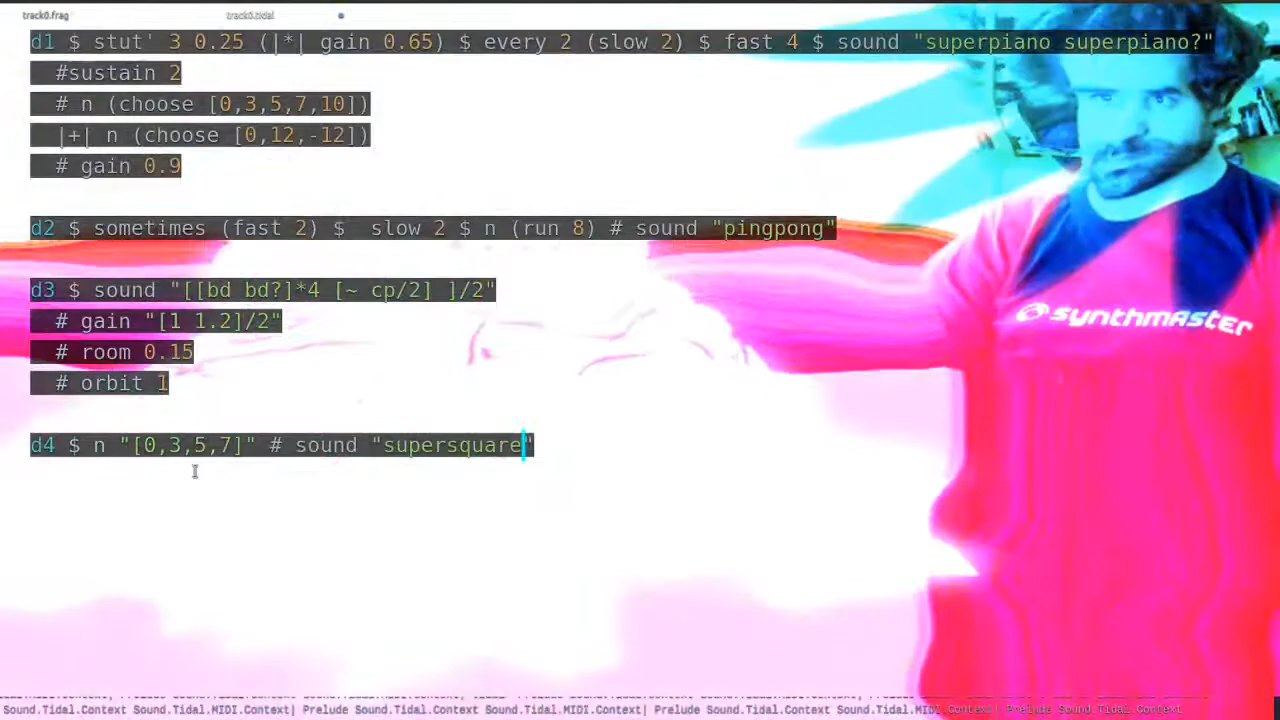 track0.frag track0.tidal
d1 $ stut' 3 0.25 (|*| gain 0.65) $ every 2 (slow 2) $ fast 4 $ sound "superpiano superpiano?"
#sustain 2
# n (choose [0,3,5,7,10])
|+| n (choose [0,12,-12])
# gain 0.9
d2 $ sometimes (fast 2) $  slow 2 $ n (run 8) # sound "pingpong"
d3 $ sound "[[bd bd?]*4 [~ cp/2] ]/2"
# gain "[1 1.2]/2"
# room 0.15
# orbit 1
synthmaster
d4 $ n "[0,3,5,7]" # sound "supersquare"
Sound.Tidal.Context Sound.Tidal.MIDI.Context| Prelude Sound.Tidal.Context Sound.Tidal.MIDI.Context| Prelude Sound.Tidal.Context Sound.Tidal.MIDI.Context| Prelude Sound.Tidal.Context